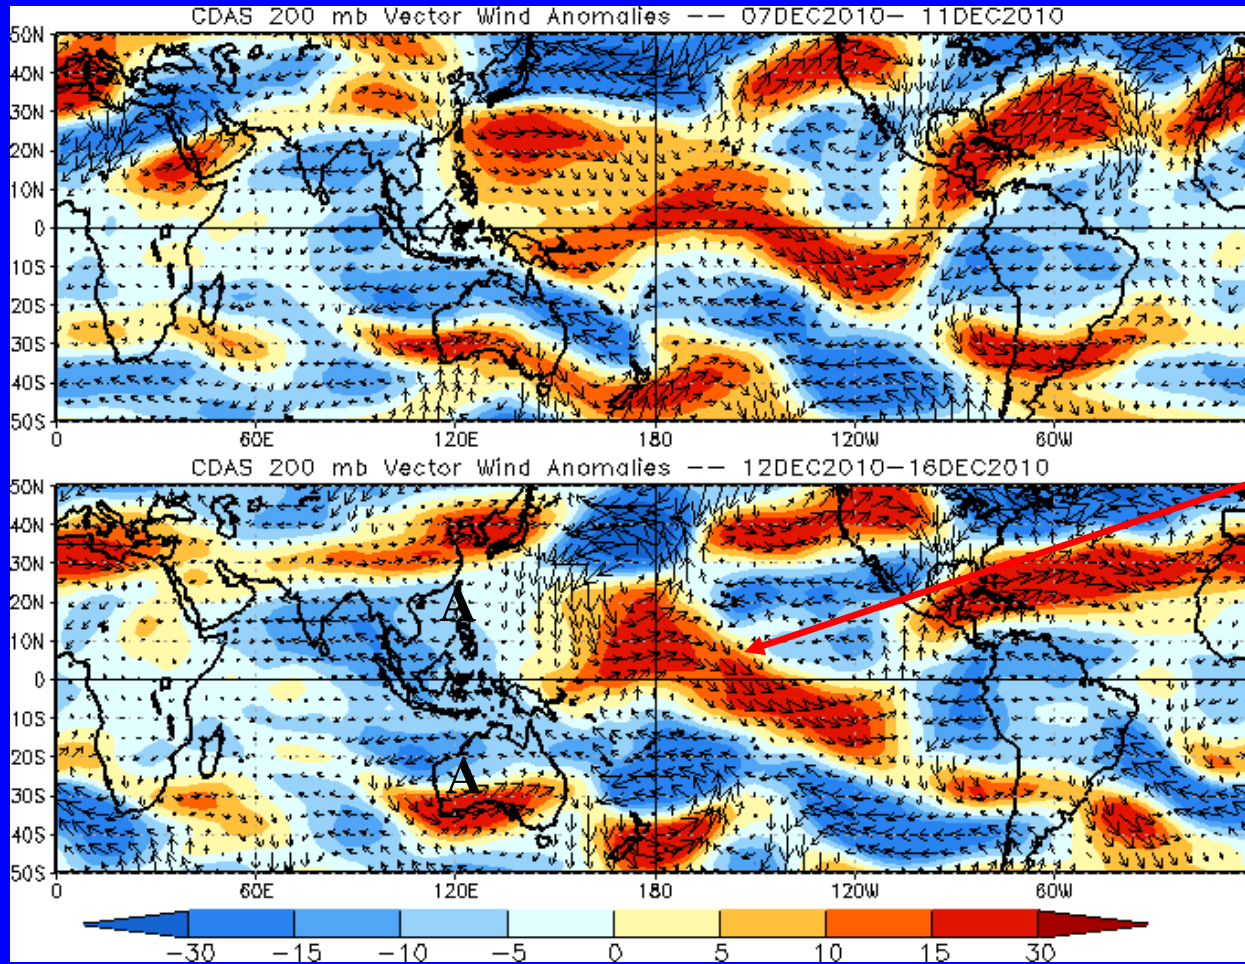 CDAS 200 mb Vector Wind Anomalies -- 07DEC2010- 11DEC2010
50N
40N
30N
20N
10N
0
10S
20S
30S
40S
50S
0 60E 120E 180 120W 60W
CDAS 200 mb Vector Wind Anomalies -- 12DEC2010-16DEC2010
50N
40N
30N
20N
A
10N
0
10S
20S
A
30S
40S
50S
0 60E 120E 180 120W 60W
-30 -15 -10 -5 0 5 10 15 30